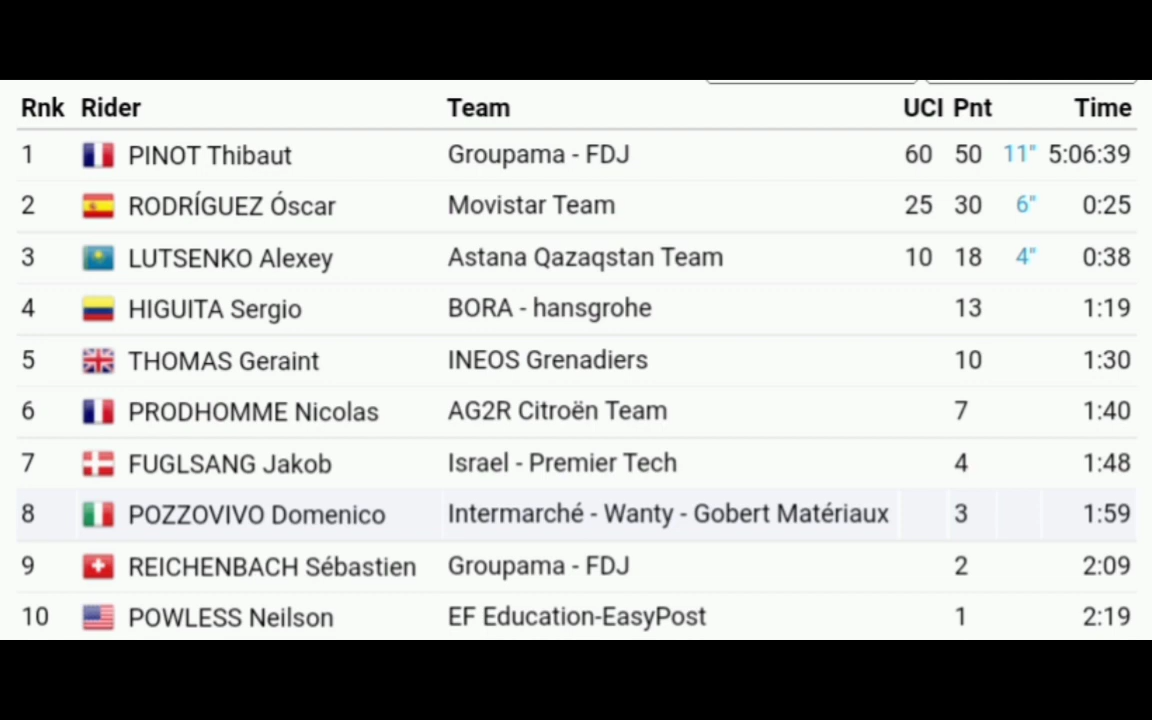 Rnk Rider Team UCI Pnt Time
1 PINOT Thibaut Groupama - FDJ 60 50 11" 5:06:39
2 RODRÍGUEZ Óscar Movistar Team 25 30 6" 0:25
3 LUTSENKO Alexey Astana Qazaqstan Team 10 18 4" 0:38
4 HIGUITA Sergio BORA - hansgrohe 13 1:19
5 THOMAS Geraint INEOS Grenadiers 10 1:30
6 PRODHOMME Nicolas AG2R Citroën Team 7 1:40
7 FUGLSANG Jakob Israel - Premier Tech 4 1:48
8 POZZOVIVO Domenico Intermarché - Wanty - Gobert Matériaux 3 1:59
9 REICHENBACH Sébastien Groupama - FDJ 2 2:09
10 POWLESS Neilson EF Education-EasyPost 1 2:19